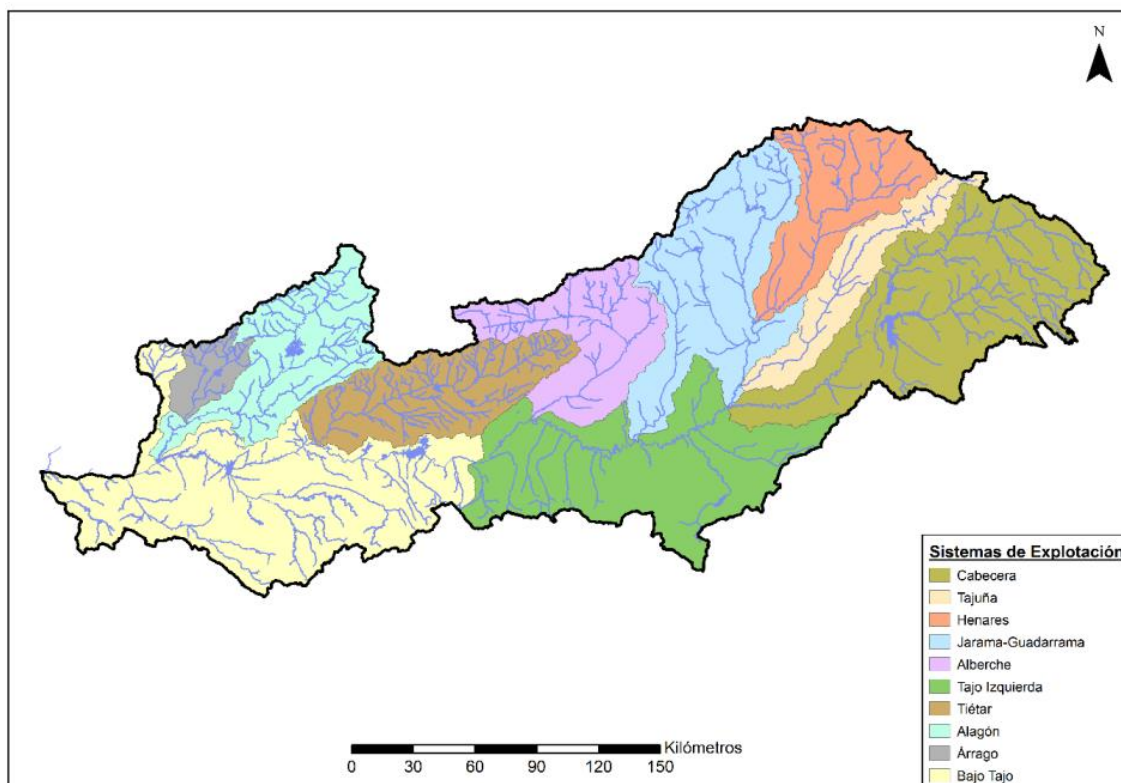 N
Sistemas de Explotación
Cabecera
Tajuña
Henares
Jarama-Guadarrama
Alberche
Tajo Izquierda
Tiétar
Alagón
Árrago
Bajo Tajo
Kilómetros
0 30 60 90 120 150